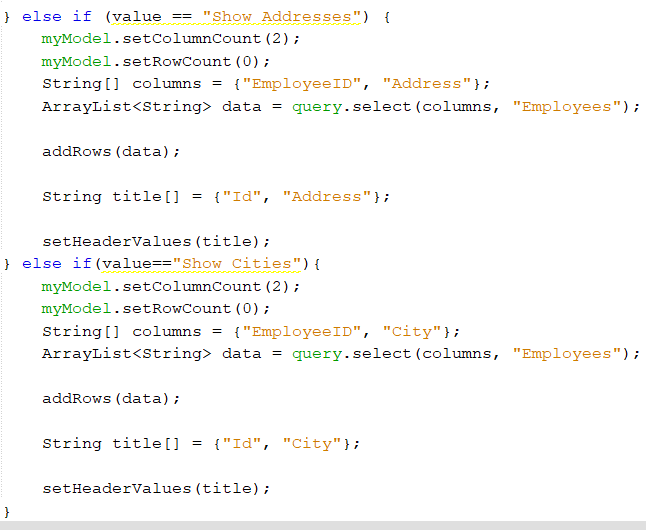 } else if (value == "Show Addresses") {
myModel.setColumnCount(2);
myModel.setRowCount(0);
String[] columns = {"EmployeeID", "Address"};
ArrayList<String> data = query.select(columns, "Employees");
addRows(data);
String title[] = {"Id", "Address"};
setHeaderValues(title);
} else if(value=="Show Cities"){
myModel.setColumnCount(2);
myModel.setRowCount(0);
String[] columns = {"EmployeeID", "City"};
ArrayList<String> data = query.select(columns, "Employees");
addRows(data);
String title[] = {"Id", "City"};
setHeaderValues(title);
}